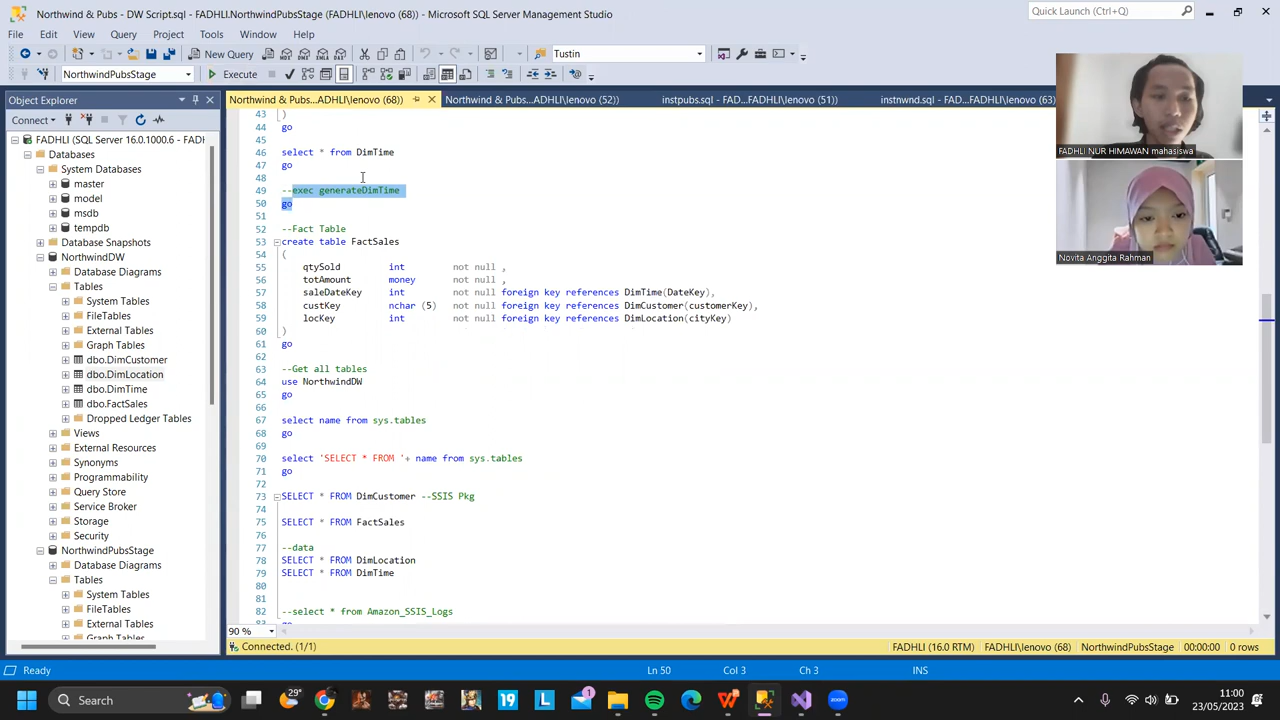 Northwind & Pubs - DW Script.sql - FADHLI.NorthwindPubsStage (FADHLI\lenovo (68)) - Microsoft SQL Server Management Studio
Quick Launch (Ctrl+Q)
File Edit View Query Project Tools Window Help
New Query
Tustin
NorthwindPubsStage
Execute
Object Explorer
Northwind & Pubs...ADHLI\lenovo (68))
Northwind & Pubs...ADHLI\lenovo (52))
instpubs.sql - FAD...FADHLI\lenovo (51))
instnwnd.sql - FAD...FADHLI\lenovo (63)
Connect
FADHLI (SQL Server 16.0.1000.6 - FADH
Databases
System Databases
master
model
msdb
tempdb
Database Snapshots
NorthwindDW
Database Diagrams
Tables
System Tables
FileTables
External Tables
Graph Tables
dbo.DimCustomer
dbo.DimLocation
dbo.DimTime
dbo.FactSales
Dropped Ledger Tables
Views
External Resources
Synonyms
Programmability
Query Store
Service Broker
Storage
Security
NorthwindPubsStage
Database Diagrams
Tables
System Tables
FileTables
External Tables
Graph Tables
43 )
44 go
45
46 select * from DimTime
47 go
48
49 --exec generateDimTime
50 go
51
52 --Fact Table
53 create table FactSales
54 (
55 qtySold int not null ,
56 totAmount money not null ,
57 saleDateKey int not null foreign key references DimTime(DateKey),
58 custKey nchar (5) not null foreign key references DimCustomer(customerKey),
59 locKey int not null foreign key references DimLocation(cityKey)
60 )
61 go
62
63 --Get all tables
64 use NorthwindDW
65 go
66
67 select name from sys.tables
68 go
69
70 select 'SELECT * FROM '+ name from sys.tables
71 go
72
73 SELECT * FROM DimCustomer --SSIS Pkg
74
75 SELECT * FROM FactSales
76
77 --data
78 SELECT * FROM DimLocation
79 SELECT * FROM DimTime
80
81
82 --select * from Amazon_SSIS_Logs
FADHLI NUR HIMAWAN mahasiswa
Novita Anggita Rahman
90 %
Connected. (1/1)
FADHLI (16.0 RTM) FADHLI\lenovo (68) NorthwindPubsStage 00:00:00 0 rows
Ready
Ln 50 Col 3 Ch 3 INS
Search
29°
19
L
1
11:00
23/05/2023